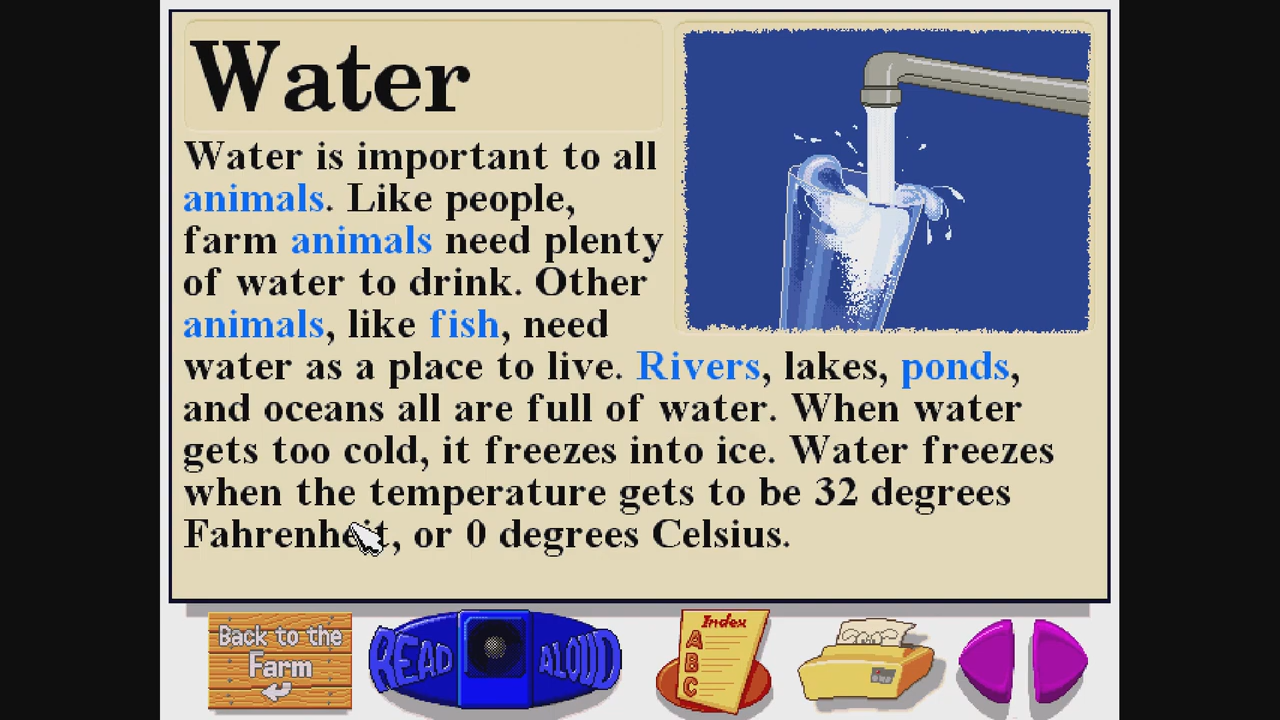 Water
Water is important to all
animals. Like people,
farm animals need plenty
of water to drink. Other
animals, like fish, need
water as a place to live. Rivers, lakes, ponds,
and oceans all are full of water. When water
gets too cold, it freezes into ice. Water freezes
when the temperature gets to be 32 degrees
Fahrenheit, or 0 degrees Celsius.
Back to the
Farm
READ ALOUD
Index
A
B
C